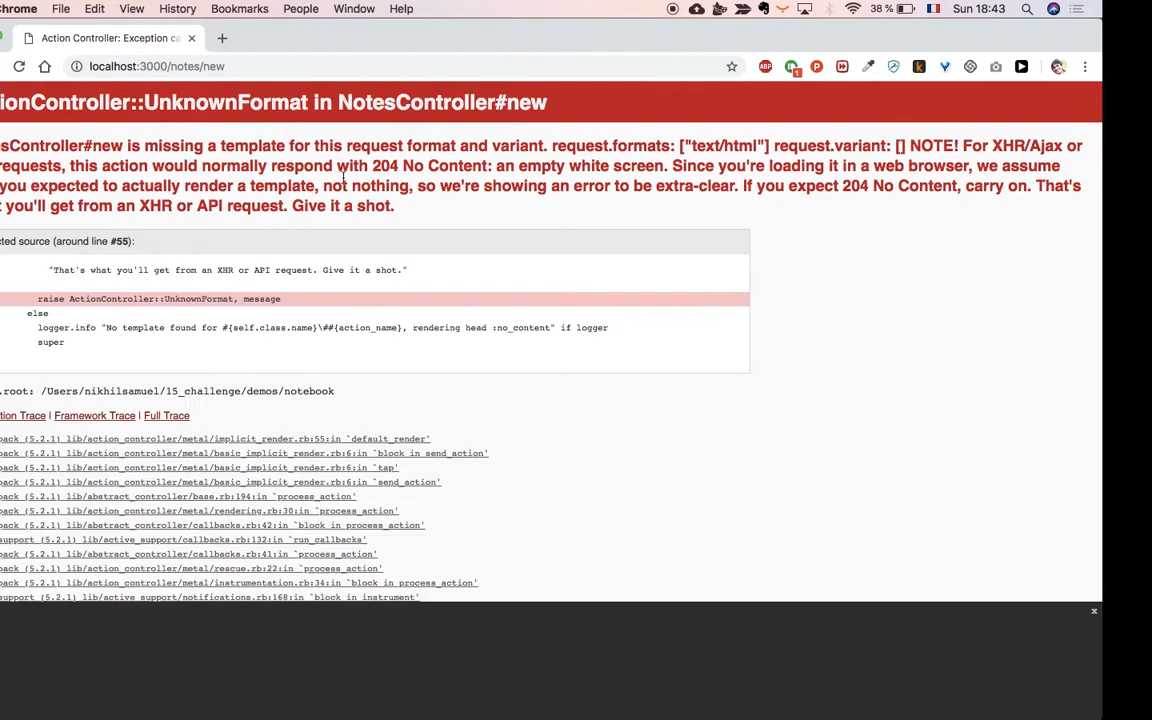 Chrome File Edit View History Bookmarks People Window Help 38 % Sun 18:43
Action Controller: Exception ca
localhost:3000/notes/new ABP 1 P k
ionController::UnknownFormat in NotesController#new
sController#new is missing a template for this request format and variant. request.formats: ["text/html"] request.variant: [] NOTE! For XHR/Ajax or
requests, this action would normally respond with 204 No Content: an empty white screen. Since you're loading it in a web browser, we assume
you expected to actually render a template, not nothing, so we're showing an error to be extra-clear. If you expect 204 No Content, carry on. That's
t you'll get from an XHR or API request. Give it a shot.
cted source (around line #55):
"That's what you'll get from an XHR or API request. Give it a shot."
raise ActionController::UnknownFormat, message
else
logger.info "No template found for #{self.class.name}\##{action_name}, rendering head :no_content" if logger
super
.root: /Users/nikhilsamuel/15_challenge/demos/notebook
tion Trace | Framework Trace | Full Trace
pack (5.2.1) lib/action_controller/metal/implicit_render.rb:55:in `default_render'
pack (5.2.1) lib/action_controller/metal/basic_implicit_render.rb:6:in `block in send_action'
pack (5.2.1) lib/action_controller/metal/basic_implicit_render.rb:6:in `tap'
pack (5.2.1) lib/action_controller/metal/basic_implicit_render.rb:6:in `send_action'
pack (5.2.1) lib/abstract_controller/base.rb:194:in `process_action'
pack (5.2.1) lib/action_controller/metal/rendering.rb:30:in `process_action'
pack (5.2.1) lib/abstract_controller/callbacks.rb:42:in `block in process_action'
support (5.2.1) lib/active_support/callbacks.rb:132:in `run_callbacks'
pack (5.2.1) lib/abstract_controller/callbacks.rb:41:in `process_action'
pack (5.2.1) lib/action_controller/metal/rescue.rb:22:in `process_action'
pack (5.2.1) lib/action_controller/metal/instrumentation.rb:34:in `block in process_action'
support (5.2.1) lib/active_support/notifications.rb:168:in `block in instrument'